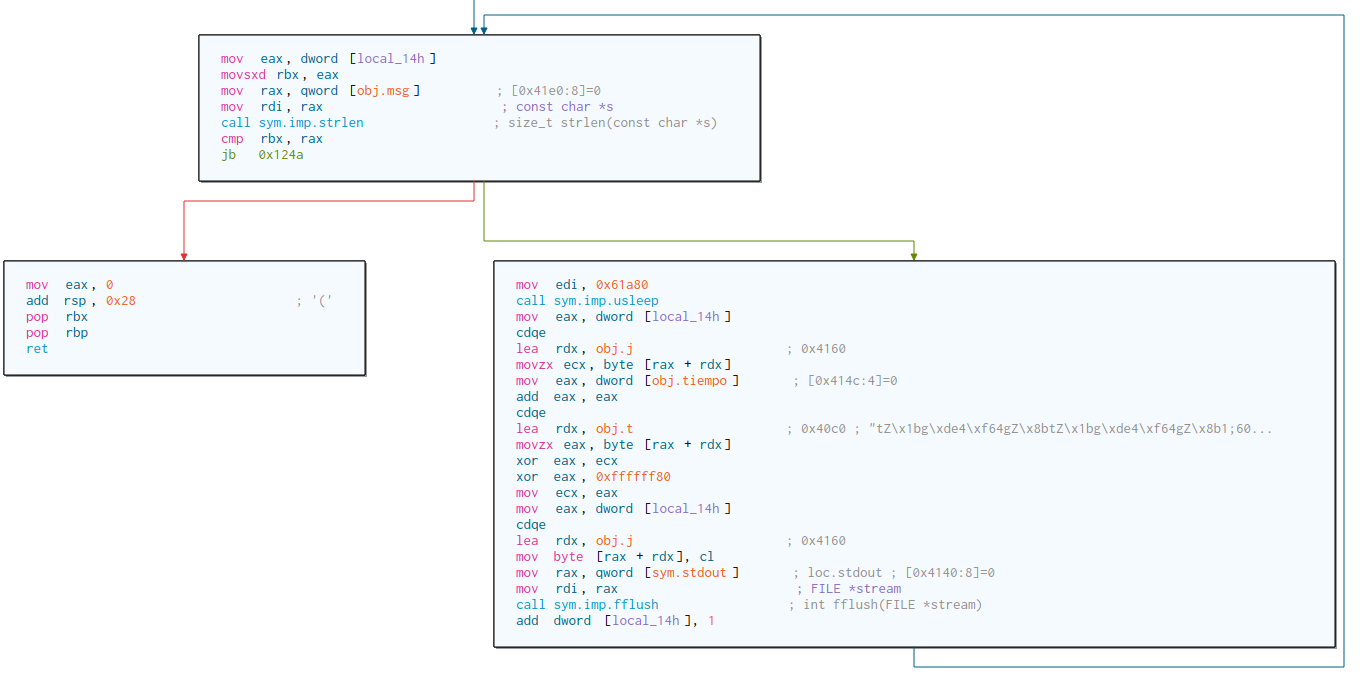 mov eax, dword [local_14h]
movsxd rbx, eax
mov rax, qword [obj.msg] ; [0x41e0:8]=0
mov rdi, rax ; const char *s
call sym.imp.strlen ; size_t strlen(const char *s)
cmp rbx, rax
jb 0x124a
mov eax, 0
add rsp, 0x28 ; '('
pop rbx
pop rbp
ret
mov edi, 0x61a80
call sym.imp.usleep
mov eax, dword [local_14h]
cdqe
lea rdx, obj.j ; 0x4160
movzx ecx, byte [rax + rdx]
mov eax, dword [obj.tiempo] ; [0x414c:4]=0
add eax, eax
cdqe
lea rdx, obj.t ; 0x40c0 ; "tZ\x1bg\xde4\xf64gZ\x8btZ\x1bg\xde4\xf64gZ\x8b1;60...
movzx eax, byte [rax + rdx]
xor eax, ecx
xor eax, 0xffffff80
mov ecx, eax
mov eax, dword [local_14h]
cdqe
lea rdx, obj.j ; 0x4160
mov byte [rax + rdx], cl
mov rax, qword [sym.stdout] ; loc.stdout ; [0x4140:8]=0
mov rdi, rax ; FILE *stream
call sym.imp.fflush ; int fflush(FILE *stream)
add dword [local_14h], 1